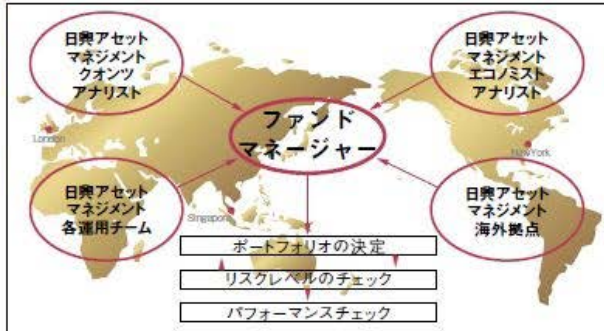 日興アセット
マネジメント
クオンツ
アナリスト
日興アセット
マネジメント
エコノミスト
アナリスト
ファンド
マネージャー
London
NewYork
日興アセット
マネジメント
各運用チーム
Singapore
日興アセット
マネジメント
海外拠点
ポートフォリオの決定
リスクレベルのチェック
パフォーマンスチェック